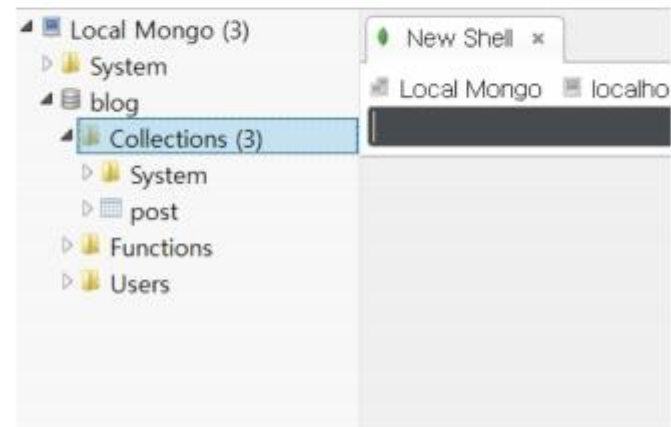 Local Mongo (3)
System
blog
Collections (3)
System
post
Functions
Users
New Shell ×
Local Mongo localho